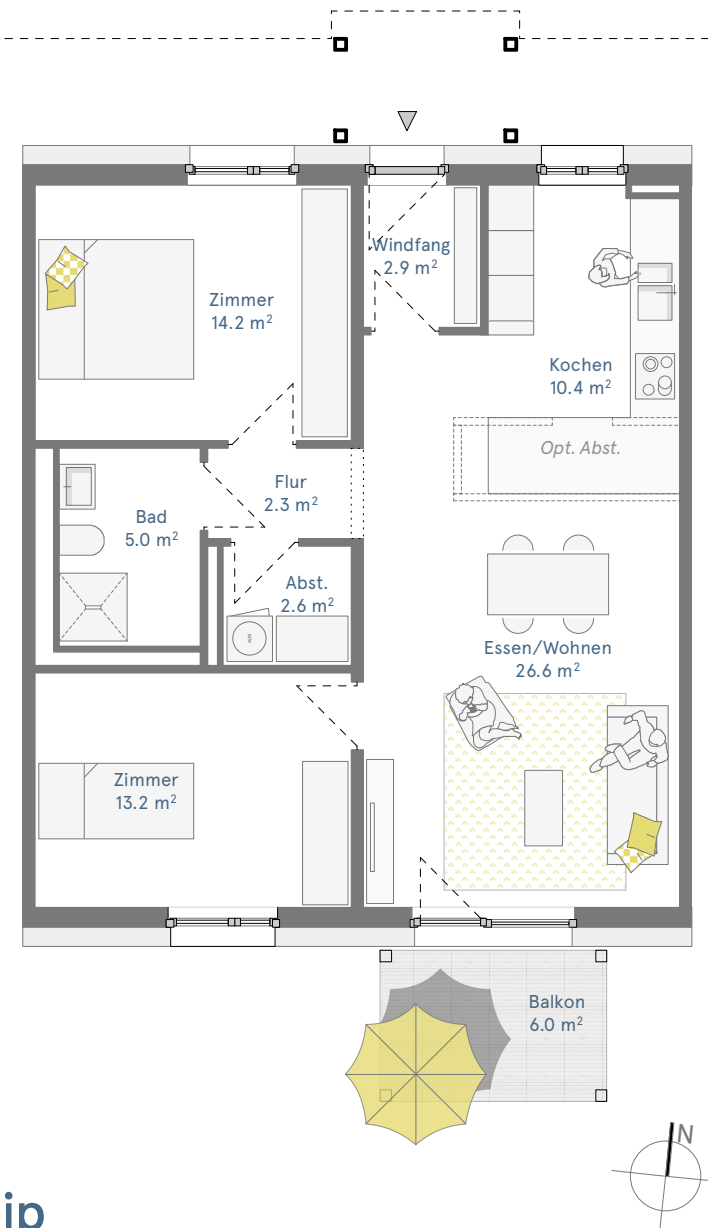 Windfang
2.9 m²
Zimmer
14.2 m²
Kochen
10.4 m²
Opt. Abst.
Flur
2.3 m²
Bad
5.0 m²
Abst.
2.6 m²
WM
Essen/Wohnen
26.6 m²
Zimmer
13.2 m²
Balkon
6.0 m²
N
ip